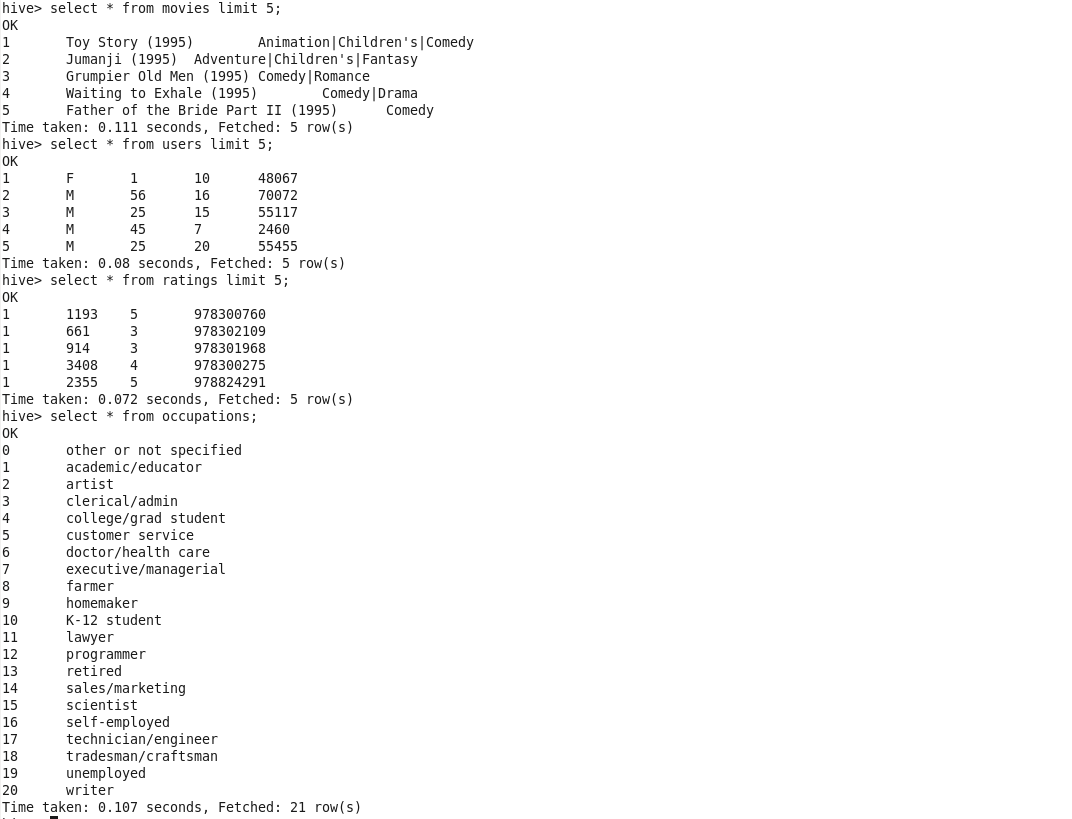 hive> select * from movies limit 5;
OK
1	Toy Story (1995)	Animation|Children's|Comedy
2	Jumanji (1995)	Adventure|Children's|Fantasy
3	Grumpier Old Men (1995)	Comedy|Romance
4	Waiting to Exhale (1995)	Comedy|Drama
5	Father of the Bride Part II (1995)	Comedy
Time taken: 0.111 seconds, Fetched: 5 row(s)
hive> select * from users limit 5;
OK
1	F	1	10	48067
2	M	56	16	70072
3	M	25	15	55117
4	M	45	7	2460
5	M	25	20	55455
Time taken: 0.08 seconds, Fetched: 5 row(s)
hive> select * from ratings limit 5;
OK
1	1193	5	978300760
1	661	3	978302109
1	914	3	978301968
1	3408	4	978300275
1	2355	5	978824291
Time taken: 0.072 seconds, Fetched: 5 row(s)
hive> select * from occupations;
OK
0	other or not specified
1	academic/educator
2	artist
3	clerical/admin
4	college/grad student
5	customer service
6	doctor/health care
7	executive/managerial
8	farmer
9	homemaker
10	K-12 student
11	lawyer
12	programmer
13	retired
14	sales/marketing
15	scientist
16	self-employed
17	technician/engineer
18	tradesman/craftsman
19	unemployed
20	writer
Time taken: 0.107 seconds, Fetched: 21 row(s)